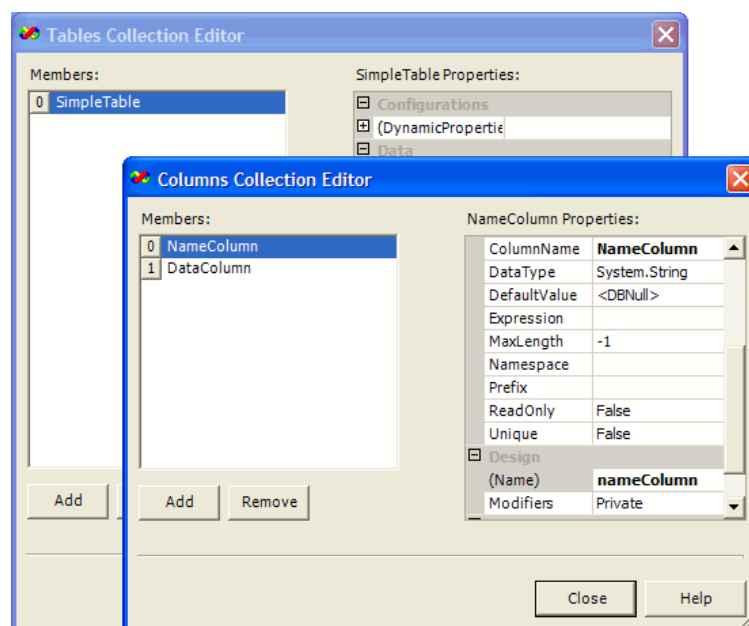 Tables Collection Editor
Members:
SimpleTable Properties:
0 SimpleTable
Configurations
(DynamicPropertie
Data
Columns Collection Editor
Members:
NameColumn Properties:
0 NameColumn
1 DataColumn
ColumnName NameColumn
DataType System.String
DefaultValue <DBNull>
Expression
MaxLength -1
Namespace
Prefix
ReadOnly False
Unique False
Design
(Name) nameColumn
Modifiers Private
Add
Add Remove
Close Help